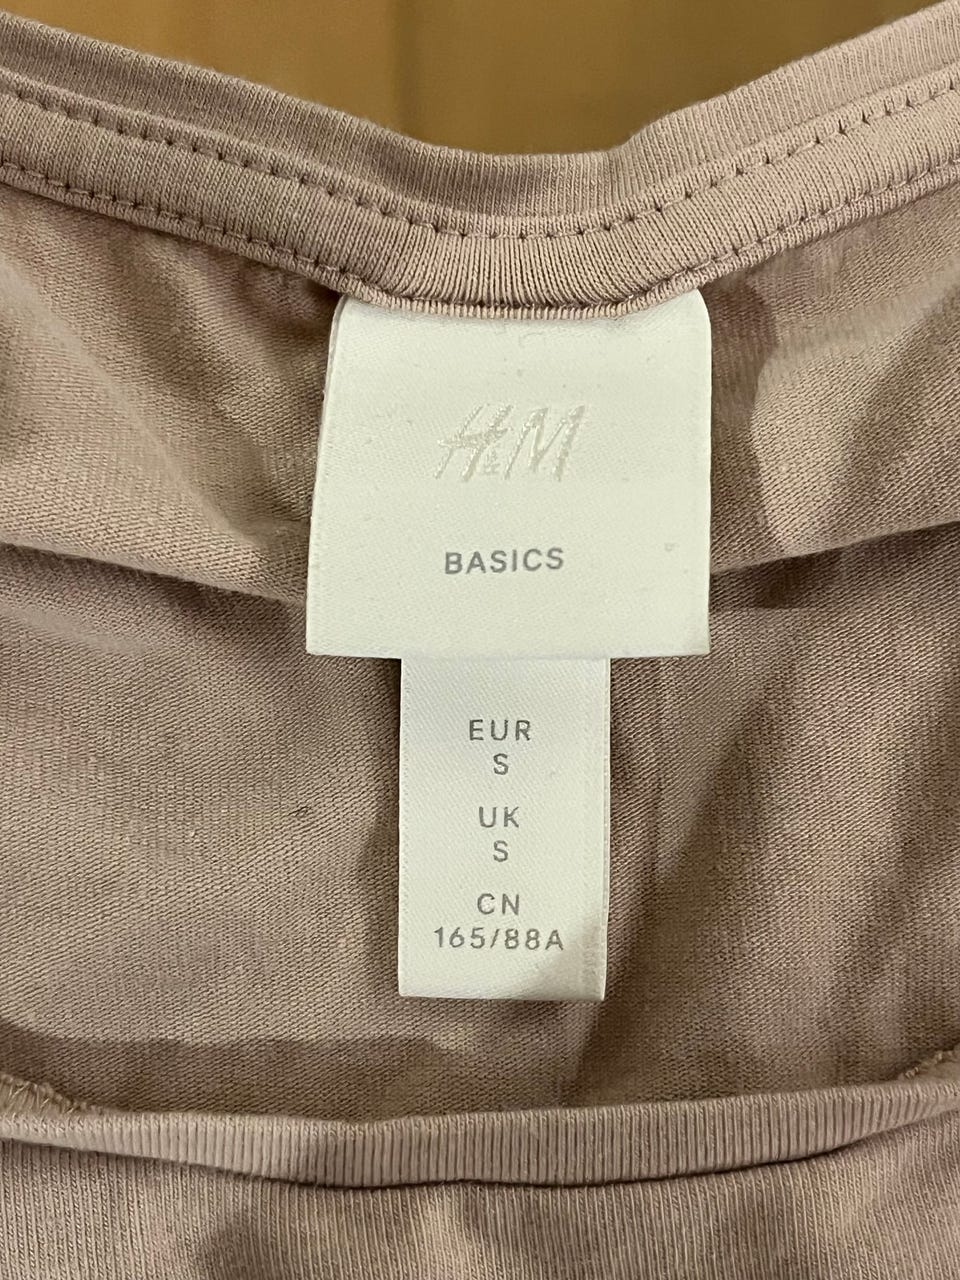 H&M
BASICS
EUR
S
UK
S
CN
165/88A